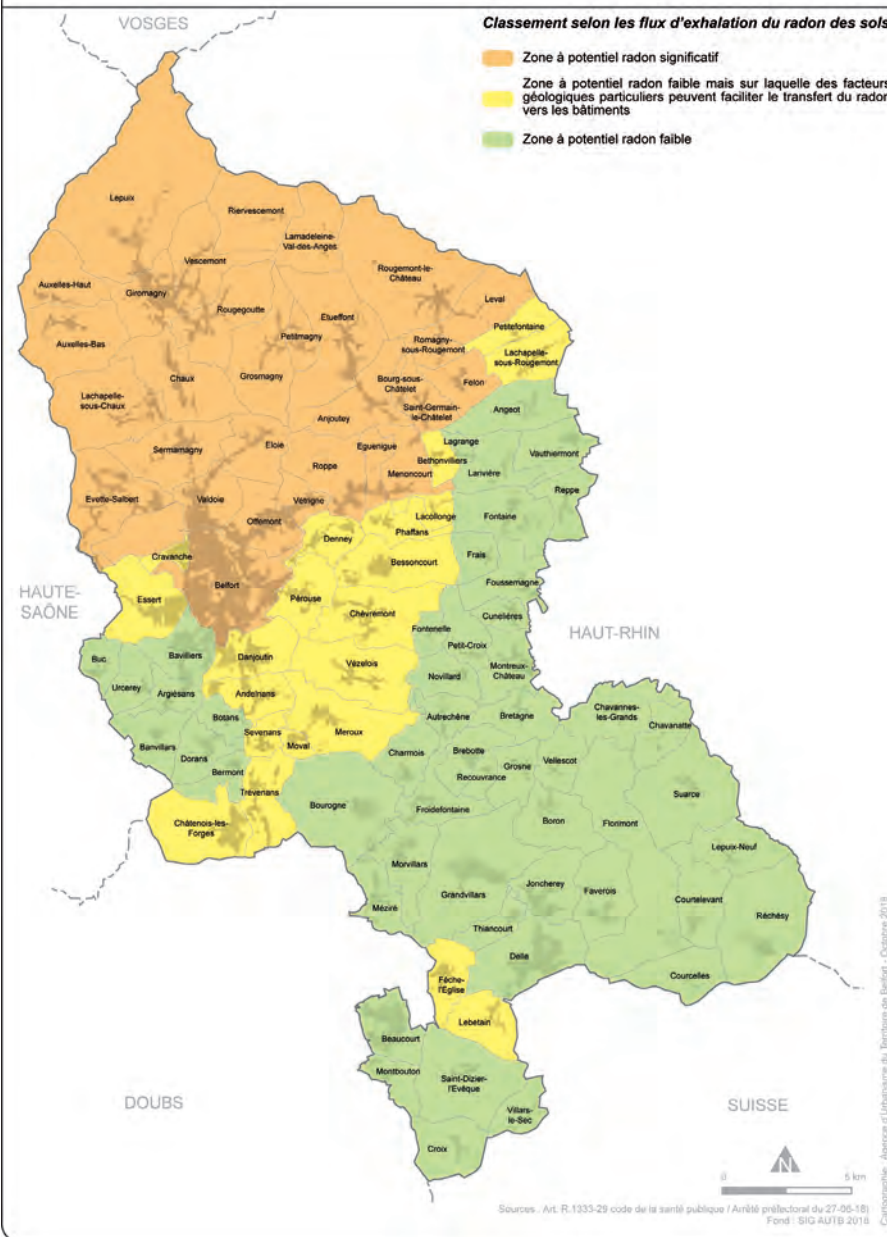 Classement selon les flux d'exhalation du radon des sols
Zone à potentiel radon significatif
Zone à potentiel radon faible mais sur laquelle des facteurs
géologiques particuliers peuvent faciliter le transfert du radon
vers les bâtiments
Zone à potentiel radon faible
VOSGES
Lepuix
Riervescemont
Lamadeleine-
Val-des-Anges
Vescemont
Rougemont-le-
Château
Auxelles-Haut
Giromagny
Leval
Rougegoutte
Etueffont
Petitefontaine
Petitmagny
Auxelles-Bas
Romagny-
sous-Rougemont
Lachapelle-
sous-Rougemont
Chaux
Grosmagny
Bourg-sous-
Châtelet
Felon
Lachapelle-
sous-Chaux
Saint-Germain-
le-Châtelet
Angeot
Anjoutey
Sermamagny
Eloie
Eguenigue
Lagrange
Vauthiermont
Roppe
Bethonvilliers
Menoncourt
Larivière
Reppe
Evette-Salbert
Valdoie
Vétrigne
Offemont
Lacollonge
Fontaine
Phaffans
Denney
Cravanche
Bessoncourt
Frais
Belfort
Foussemagne
HAUTE-
SAÔNE
Essert
Pérouse
Chèvremont
Cunelières
Fontenelle
HAUT-RHIN
Petit-Croix
Buc
Bavilliers
Danjoutin
Vézelois
Montreux-
Château
Novillard
Urcerey
Argiésans
Andelnans
Botans
Autrechêne
Bretagne
Chavannes-
les-Grands
Chavanatte
Sevenans
Meroux
Moval
Banvillars
Dorans
Charmois
Brebotte
Grosne
Vellescot
Bermont
Recouvrance
Trévenans
Bourogne
Froidefontaine
Suarce
Châtenois-les-
Forges
Boron
Florimont
Lepuix-Neuf
Morvillars
Joncherey
Faverois
Grandvillars
Courtelevant
Méziré
Réchésy
Thiancourt
Delle
Courcelles
Fêche-
l'Eglise
Lebetain
Beaucourt
Montbouton
Saint-Dizier-
l'Evêque
DOUBS
SUISSE
Villars-
le-Sec
Croix
N
0 5 km
Sources : Art. R.1333-29 code de la santé publique / Arrêté préfectoral du 27-06-18)
Fond : SIG AUTB 2018
Cartographie : Agence d'Urbanisme du Territoire de Belfort - Octobre 2018